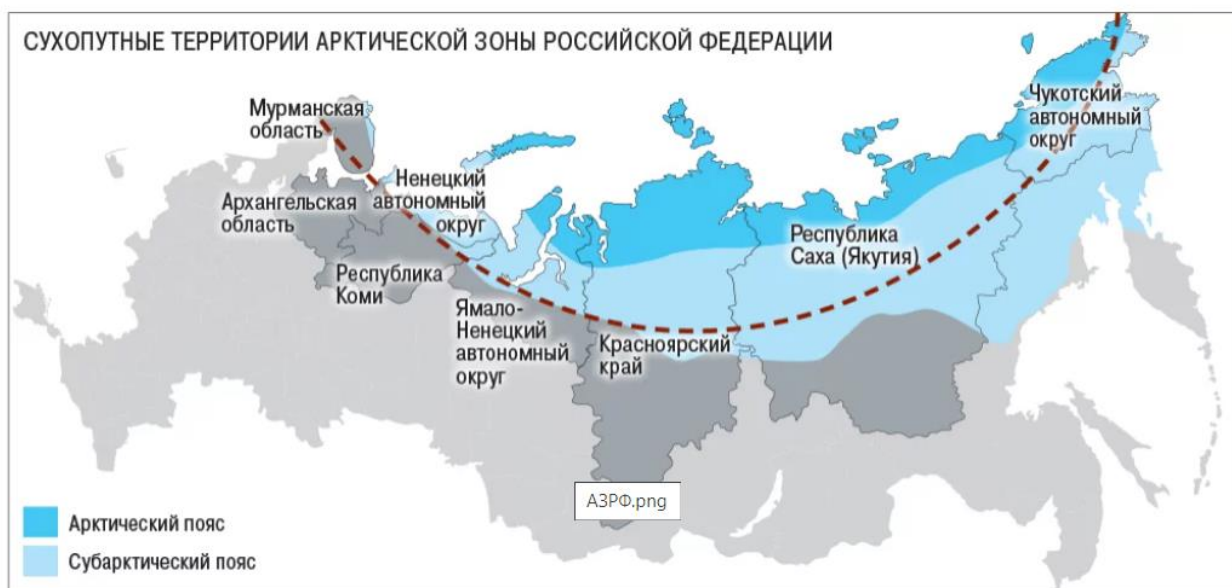 СУХОПУТНЫЕ ТЕРРИТОРИИ АРКТИЧЕСКОЙ ЗОНЫ РОССИЙСКОЙ ФЕДЕРАЦИИ
Мурманская
область
Чукотский
автономный
округ
Ненецкий
автономный
округ
Архангельская
область
Республика
Саха (Якутия)
Республика
Коми
Ямало-
Ненецкий
автономный
округ
Красноярский
край
АЗРФ.png
Арктический пояс
Субарктический пояс